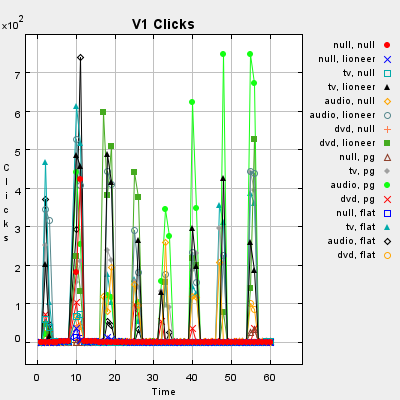 V1 Clicks
x10²
7
6
5
4
3
2
1
0
Clicks
0 10 20 30 40 50 60
Time
null, null
null, lioneer
tv, null
tv, lioneer
audio, null
audio, lioneer
dvd, null
dvd, lioneer
null, pg
tv, pg
audio, pg
dvd, pg
null, flat
tv, flat
audio, flat
dvd, flat